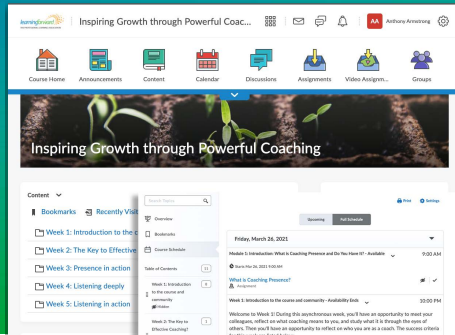 learningforward
Inspiring Growth through Powerful Coac...
AA
Anthony Armstrong
Course Home
Announcements
Content
Calendar
Discussions
Assignments
Video Assignm...
Groups
Inspiring Growth through Powerful Coaching
Content
Bookmarks
Recently Visit
Week 1: Introduction to the c
Week 2: The Key to Effective
Week 3: Presence in action
Week 4: Listening deeply
Week 5: Listening in action
Search Topics
Overview
Bookmarks
Course Schedule
Table of Contents
Week 1: Introduction
to the course and
community
Hidden
Week 2: The Key to
Effective Coaching?
Print
Settings
Upcoming
Full Schedule
Friday, March 26, 2021
Module 1: Introduction: What is Coaching Presence and Do You Have It? - Available
9:00 AM
Starts Mar 26, 2021 9:00 AM
What is Coaching Presence?
Assignment
Week 1: Introduction to the course and community - Availability Ends
10:00 PM
Welcome to Week 1! During this asynchronous week, you'll have an opportunity to meet your
colleagues, reflect on what coaching means to you, and study what it is through the eyes of
others. Then you'll have an opportunity to reflect on who you are as a coach. The success criteria